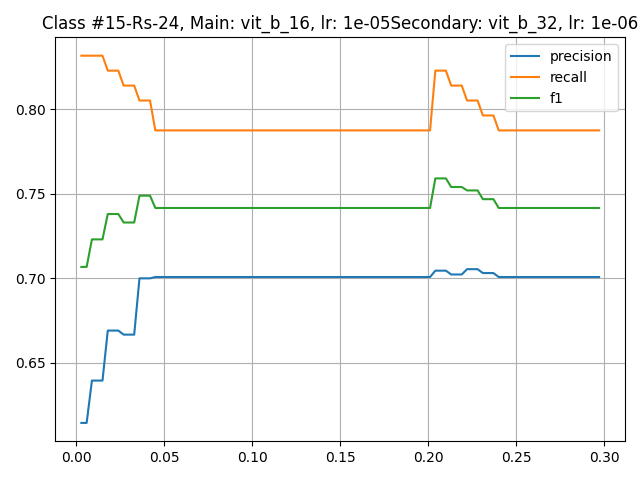 Class #15-Rs-24, Main: vit_b_16, lr: 1e-05Secondary: vit_b_32, lr: 1e-06
precision
recall
f1
0.80
0.75
0.70
0.65
0.00 0.05 0.10 0.15 0.20 0.25 0.30